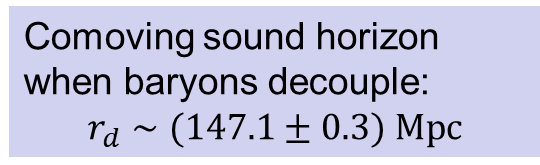 Comoving sound horizon
when baryons decouple:
r_d ~ (147.1 ± 0.3) Mpc